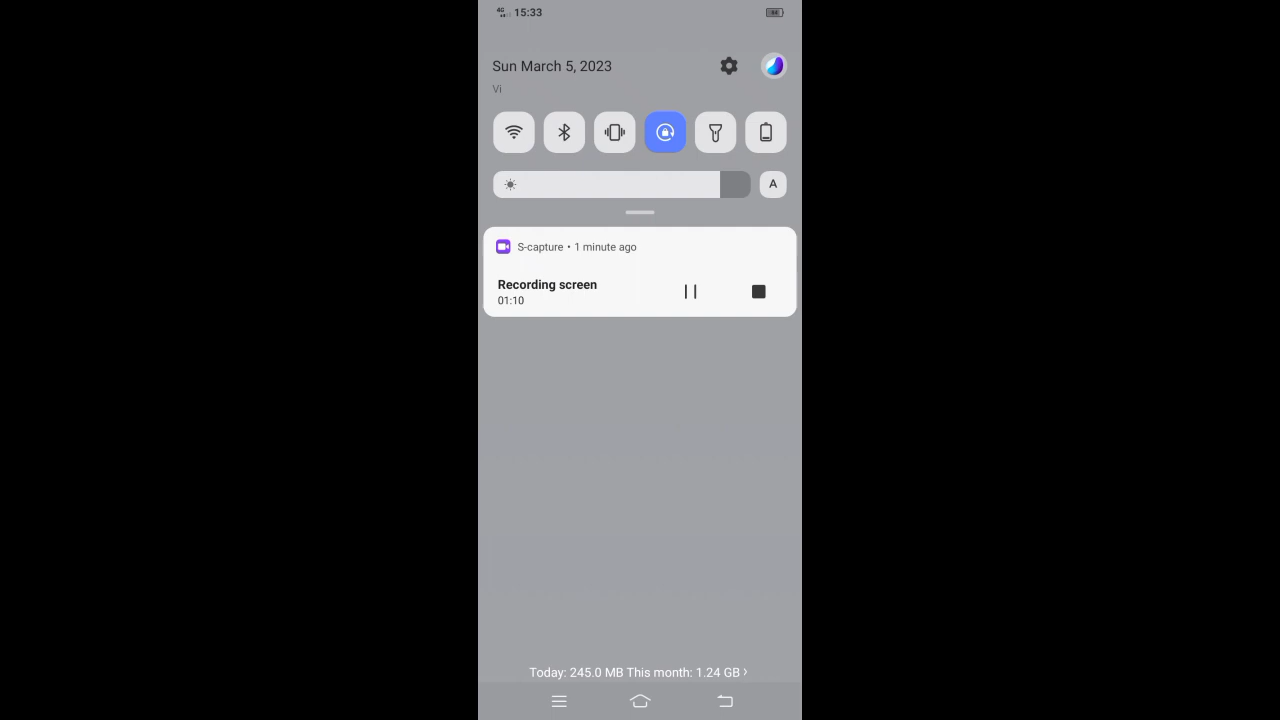 4G 15:33
Sun March 5, 2023
Vi
A
S-capture • 1 minute ago
Recording screen
01:10
Today: 245.0 MB This month: 1.24 GB ›